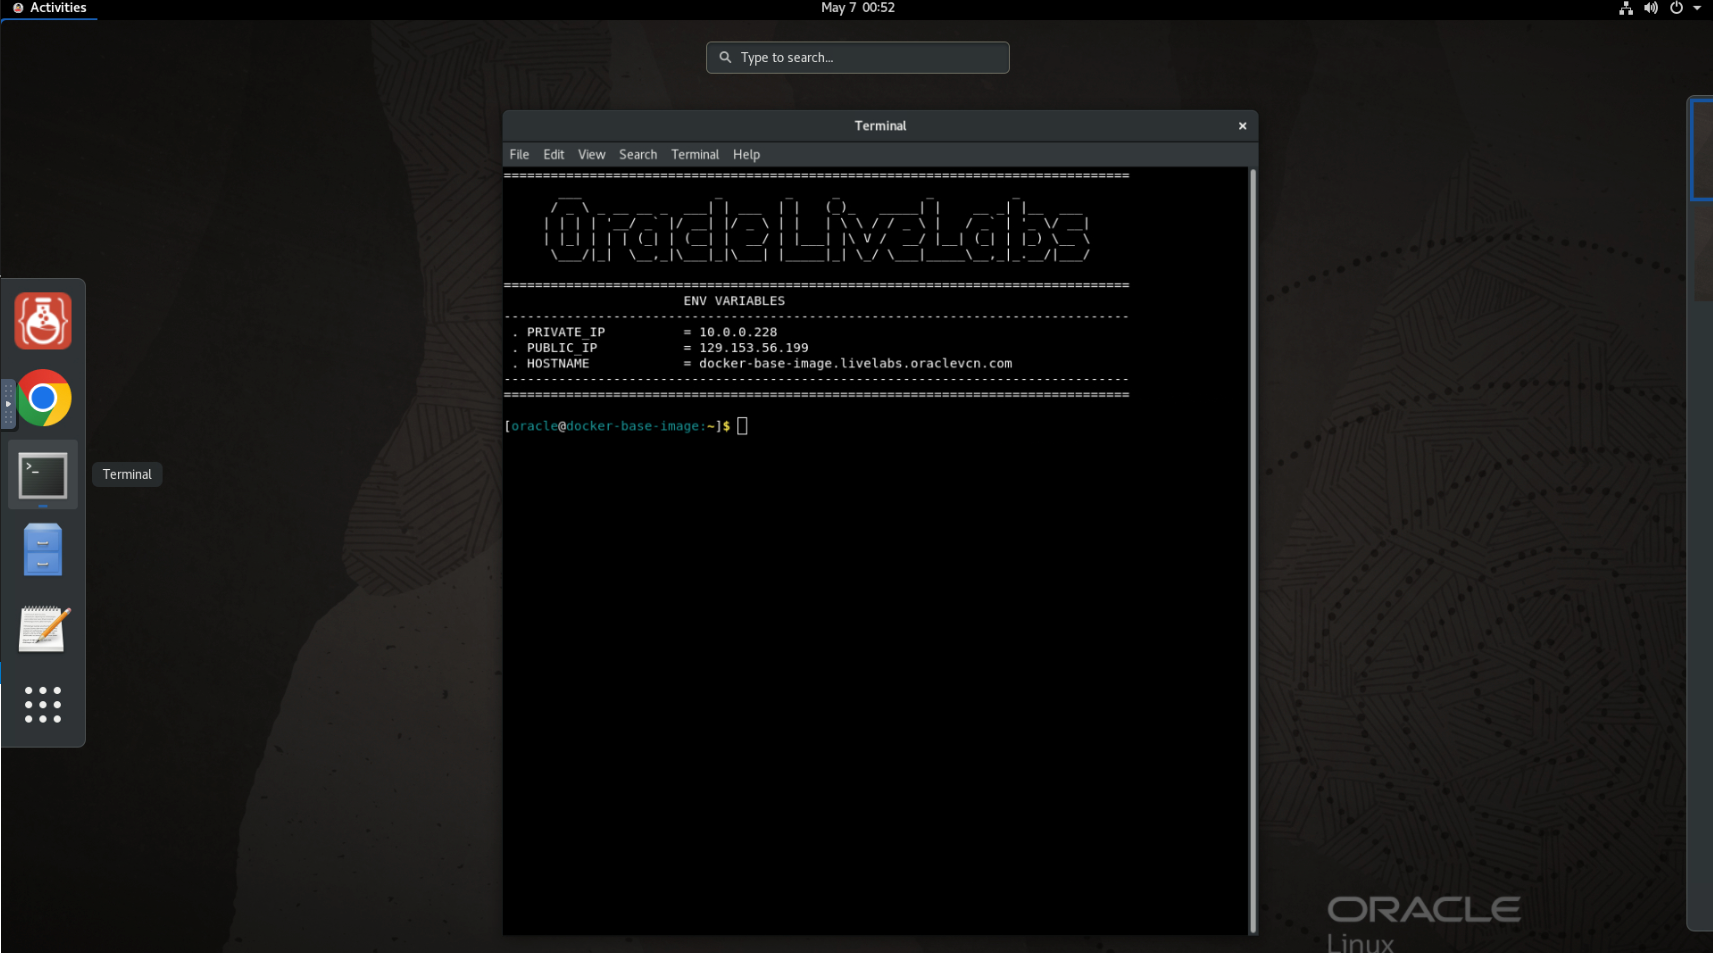 Activities
May 7 00:52
Type to search...
Terminal
File Edit View Search Terminal Help
================================================================================
OracleLiveLabs
================================================================================
ENV VARIABLES
--------------------------------------------------------------------------------
. PRIVATE_IP = 10.0.0.228
. PUBLIC_IP = 129.153.56.199
. HOSTNAME = docker-base-image.livelabs.oraclevcn.com
--------------------------------------------------------------------------------
================================================================================
[oracle@docker-base-image:~]$
Terminal
ORACLE
Linux